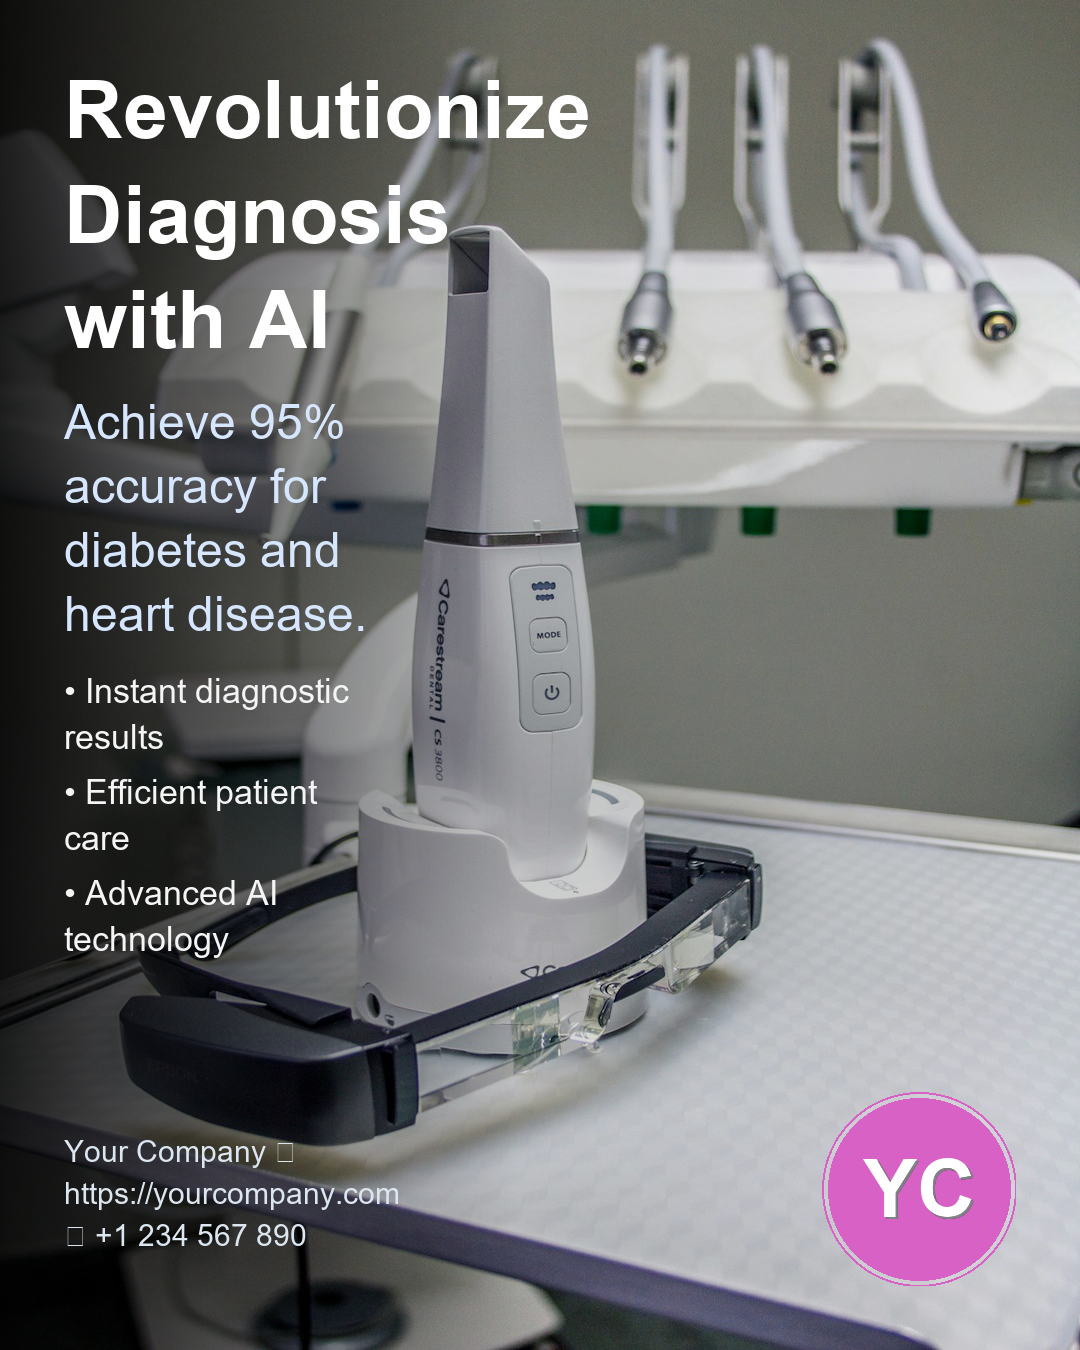 Revolutionize
Diagnosis
with AI
Achieve 95%
accuracy for
diabetes and
heart disease.
• Instant diagnostic
results
• Efficient patient
care
• Advanced AI
technology
MODE
Carestream
DENTAL
CS 3800
Your Company
https://yourcompany.com
+1 234 567 890
YC